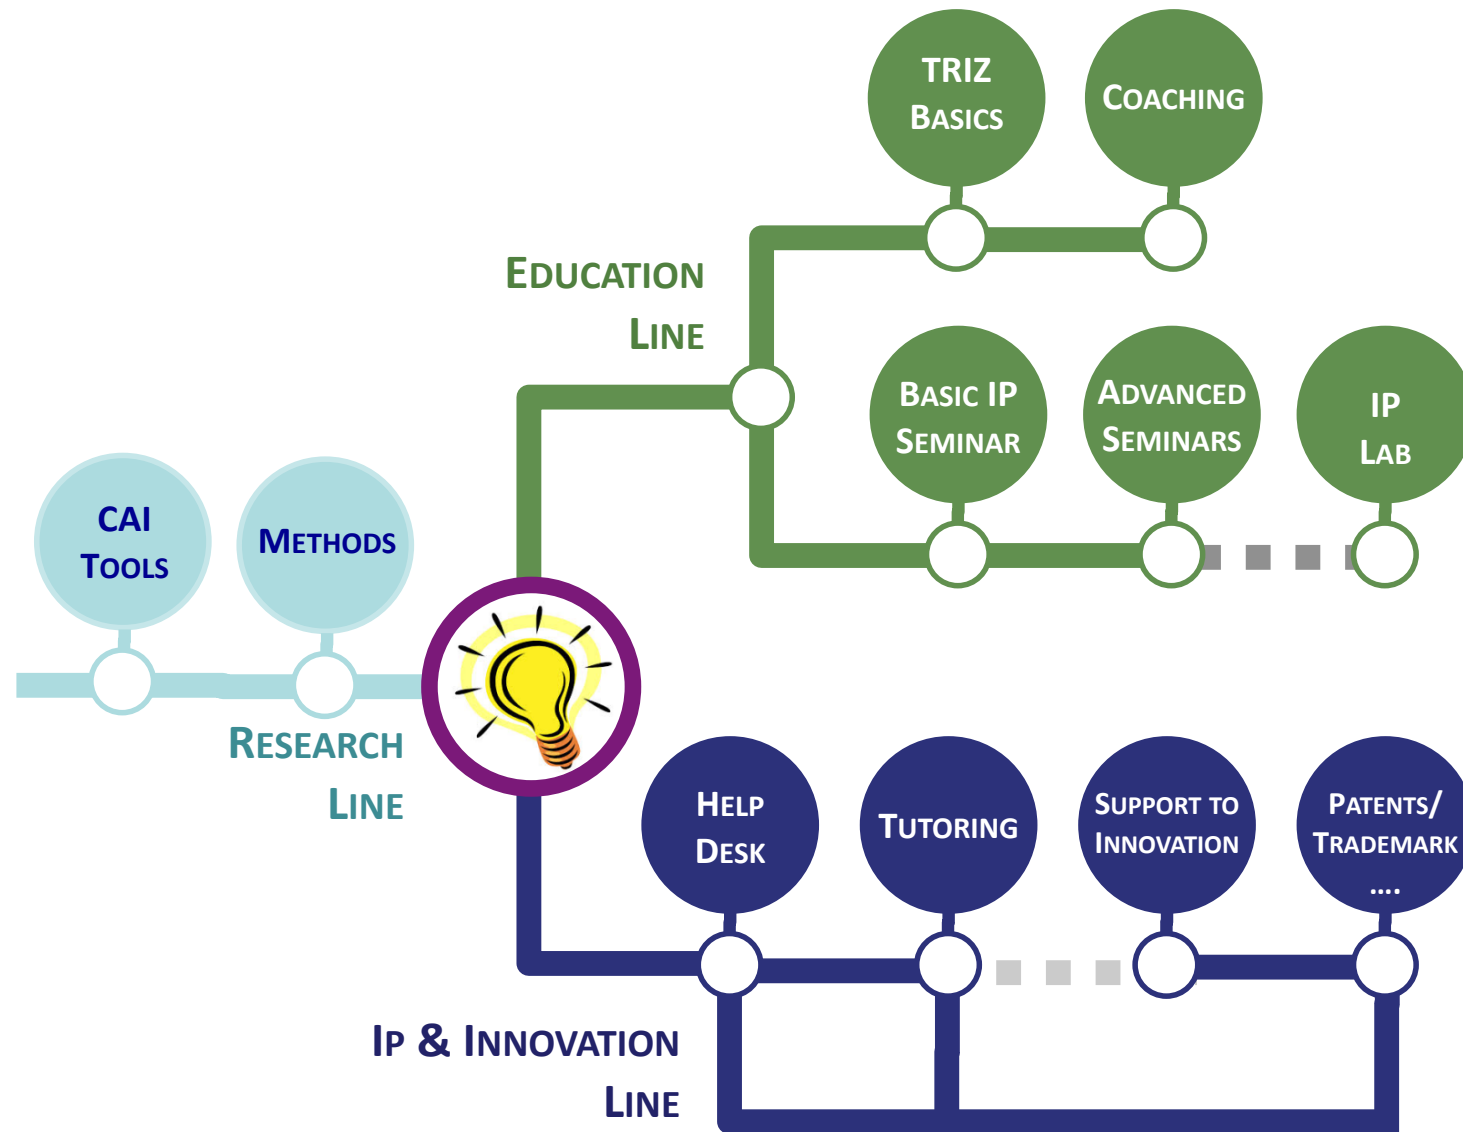 TRIZ
BASICS
COACHING
EDUCATION
LINE
BASIC IP
SEMINAR
ADVANCED
SEMINARS
IP
LAB
CAI
TOOLS
METHODS
RESEARCH
LINE
HELP
DESK
TUTORING
SUPPORT TO
INNOVATION
PATENTS/
TRADEMARK
....
IP & INNOVATION
LINE